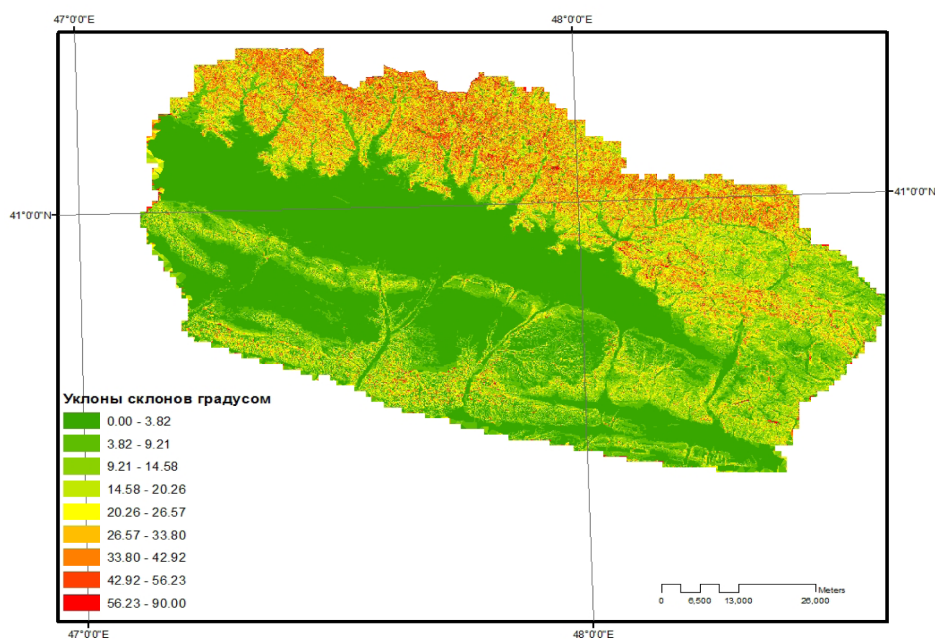 47°0'0"E
48°0'0"E
41°0'0"N
41°0'0"N
Уклоны склонов градусом
0.00 - 3.82
3.82 - 9.21
9.21 - 14.58
14.58 - 20.26
20.26 - 26.57
26.57 - 33.80
33.80 - 42.92
42.92 - 56.23
56.23 - 90.00
Meters
0 6,500 13,000 26,000
47°0'0"E
48°0'0"E